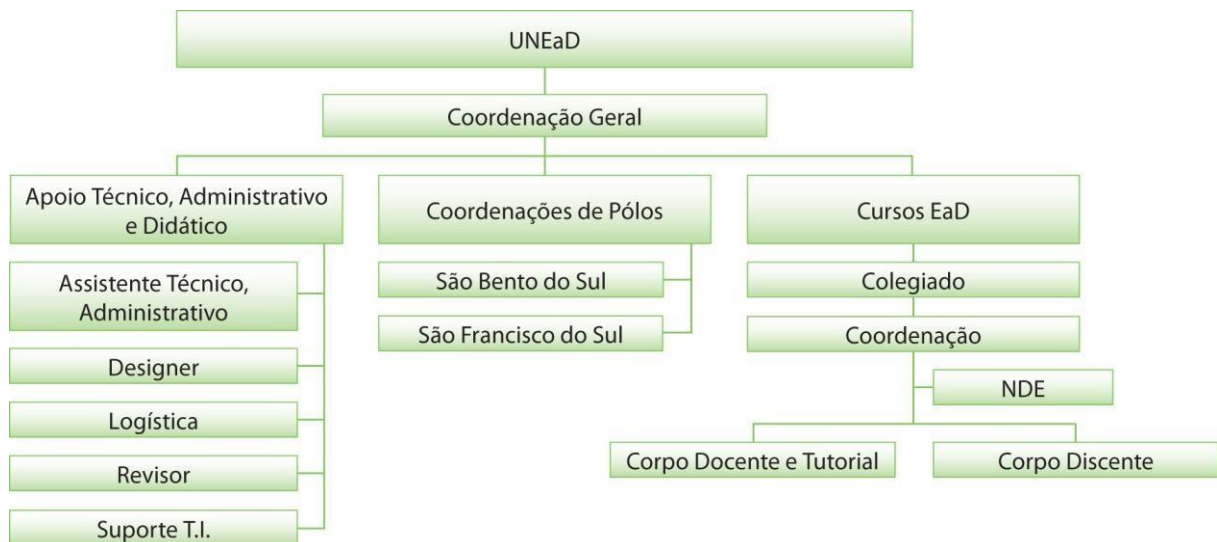 UNEaD
Coordenação Geral
Apoio Técnico, Administrativo
e Didático
Assistente Técnico,
Administrativo
Designer
Logística
Revisor
Suporte T.I.
Coordenações de Pólos
São Bento do Sul
São Francisco do Sul
Cursos EaD
Colegiado
Coordenação
NDE
Corpo Docente e Tutorial
Corpo Discente